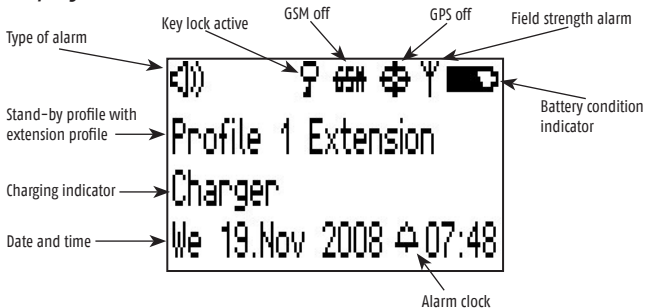 GSM off
GPS off
Field strength alarm
Key lock active
Type of alarm
GSM
Battery condition
indicator
Stand-by profile with
extension profile
Profile 1 Extension
Charging indicator
Charger
Date and time
We 19.Nov 2008 07:48
Alarm clock